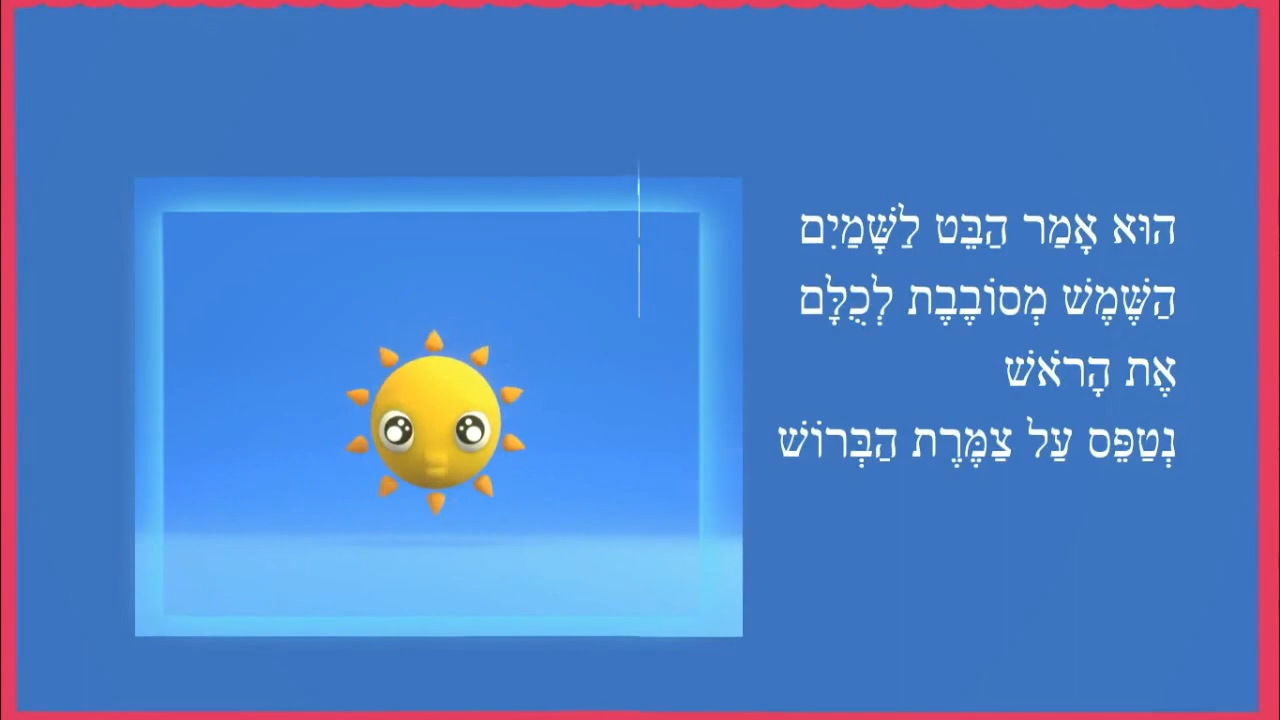 הוּא אָמַר הַבֵּט לַשָּׁמַיִם
הַשֶּׁמֶשׁ מְסוֹבֶבֶת לְכֻלָּם
אֶת הָרֹאשׁ
נְטַפֵּס עַל צַמֶּרֶת הַבְּרוֹשׁ